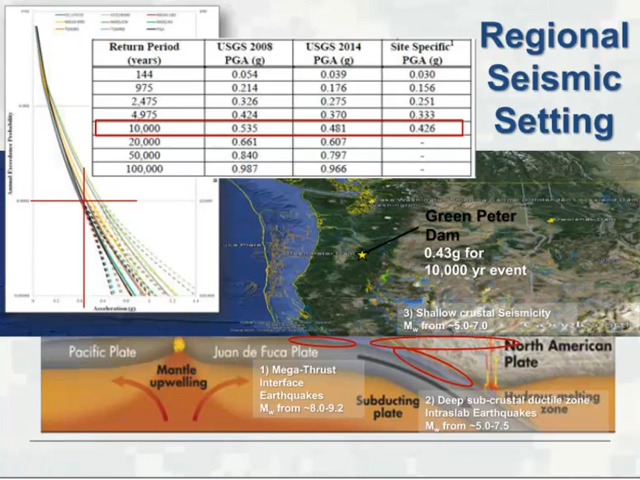 Regional
Seismic
Setting
Return Period
(years)
USGS 2008
PGA (g)
USGS 2014
PGA (g)
Site Specific1
PGA (g)
144 0.054 0.039 0.030
975 0.214 0.176 0.156
2,475 0.326 0.275 0.251
4,975 0.424 0.370 0.333
10,000 0.535 0.481 0.426
20,000 0.661 0.607 -
50,000 0.840 0.797 -
100,000 0.987 0.966 -
Annual Exceedance Probability
Acceleration (g)
Green Peter
Dam
0.43g for
10,000 yr event
3) Shallow crustal Seismicity
Mw from ~5.0-7.0
Pacific Plate
Juan de Fuca Plate
North American
Plate
Mantle
upwelling
1) Mega-Thrust
Interface
Earthquakes
Mw from ~8.0-9.2
Subducting
plate
Hydrous melting
zone
2) Deep sub-crustal ductile zone
Intraslab Earthquakes
Mw from ~5.0-7.5